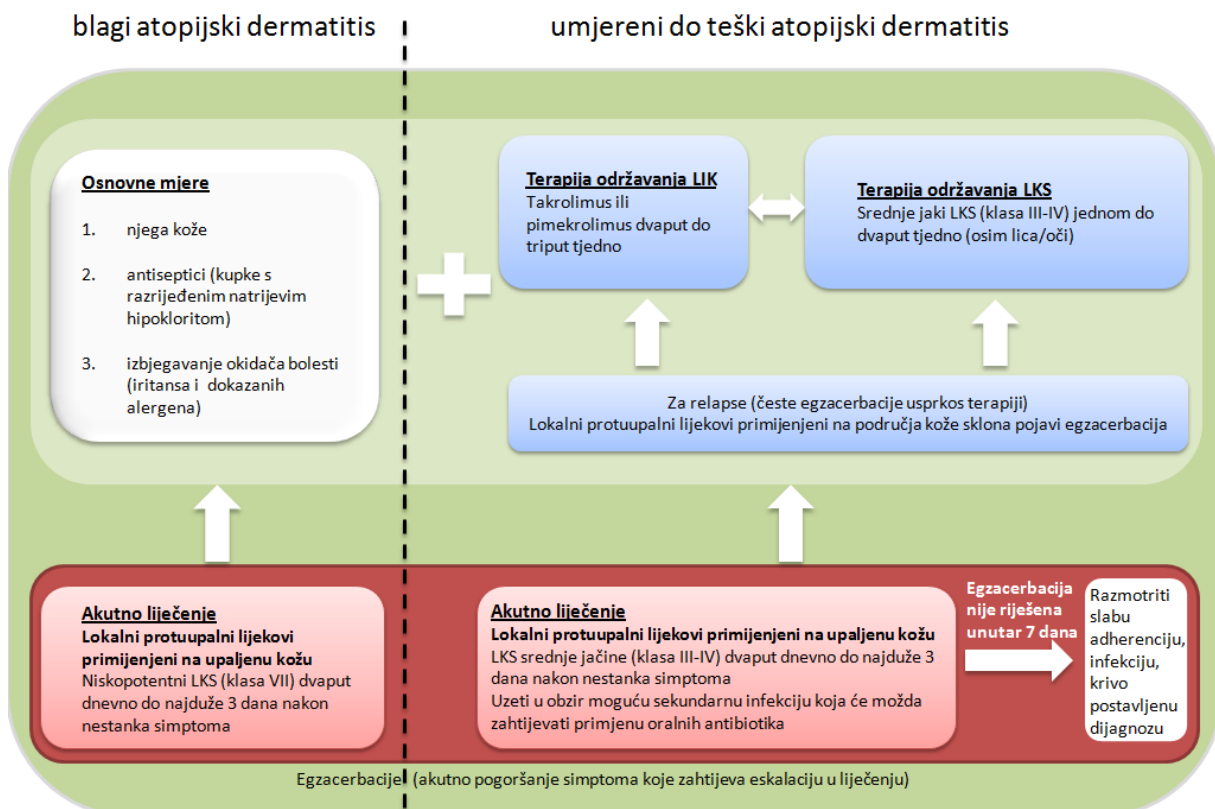 blagi atopijski dermatitis
umjereni do teški atopijski dermatitis
Osnovne mjere
1. njega kože
2. antiseptici (kupke s
razrijeđenim natrijevim
hipokloritom)
3. izbjegavanje okidača bolesti
(iritansa i dokazanih
alergena)
Terapija održavanja LIK
Takrolimus ili
pimekrolimus dvaput do
triput tjedno
Terapija održavanja LKS
Srednje jaki LKS (klasa III-IV) jednom do
dvaput tjedno (osim lica/oči)
Za relapse (česte egzacerbacije usprkos terapiji)
Lokalni protuupalni lijekovi primijenjeni na područja kože sklona pojavi egzacerbacija
Akutno liječenje
Lokalni protuupalni lijekovi
primijenjeni na upaljenu kožu
Niskopotentni LKS (klasa VII) dvaput
dnevno do najduže 3 dana nakon
nestanka simptoma
Akutno liječenje
Lokalni protuupalni lijekovi primijenjeni na upaljenu kožu
LKS srednje jačine (klasa III-IV) dvaput dnevno do najduže 3
dana nakon nestanka simptoma
Uzeti u obzir moguću sekundarnu infekciju koja će možda
zahtijevati primjenu oralnih antibiotika
Egzacerbacija
nije riješena
unutar 7 dana
Razmotriti
slabu
adherenciju,
infekciju,
krivo
postavljenu
dijagnozu
Egzacerbacije (akutno pogoršanje simptoma koje zahtijeva eskalaciju u liječenju)